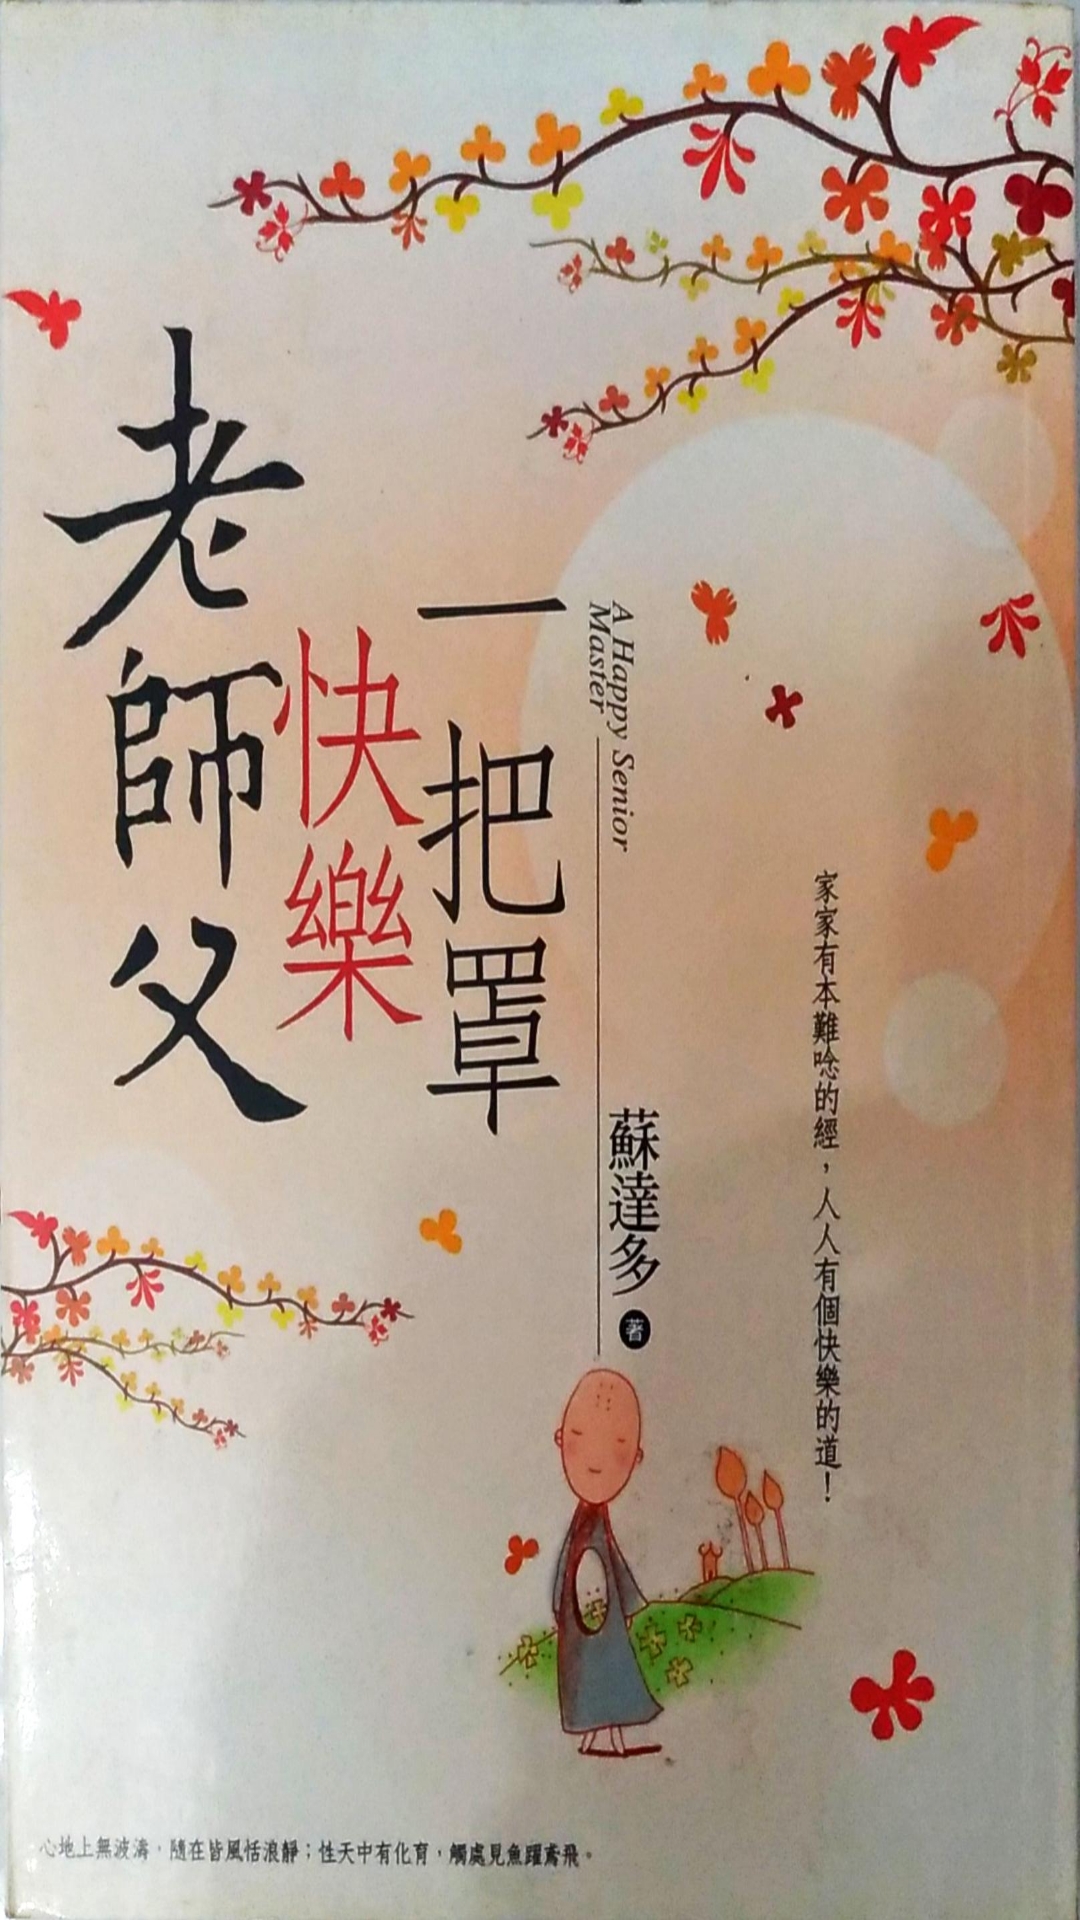 老師父
快樂
一把罩
A Happy Senior
Master
蘇達多 著
家家有本難唸的經，人人有個快樂的道！
心地上無波濤，隨在皆風恬浪靜；性天中有化育，觸處見魚躍鳶飛。